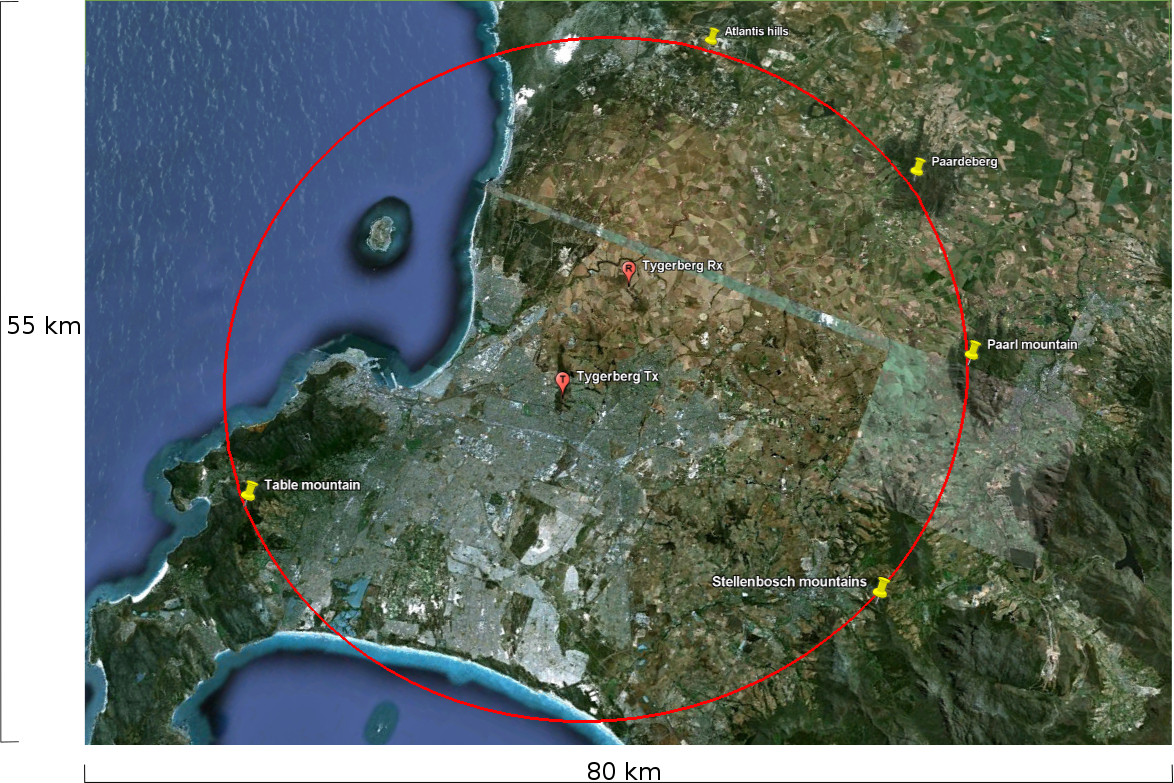 Atlantis hills
Paardeberg
R
Tygerberg Rx
55 km
Paarl mountain
T
Tygerberg Tx
Table mountain
Stellenbosch mountains
80 km